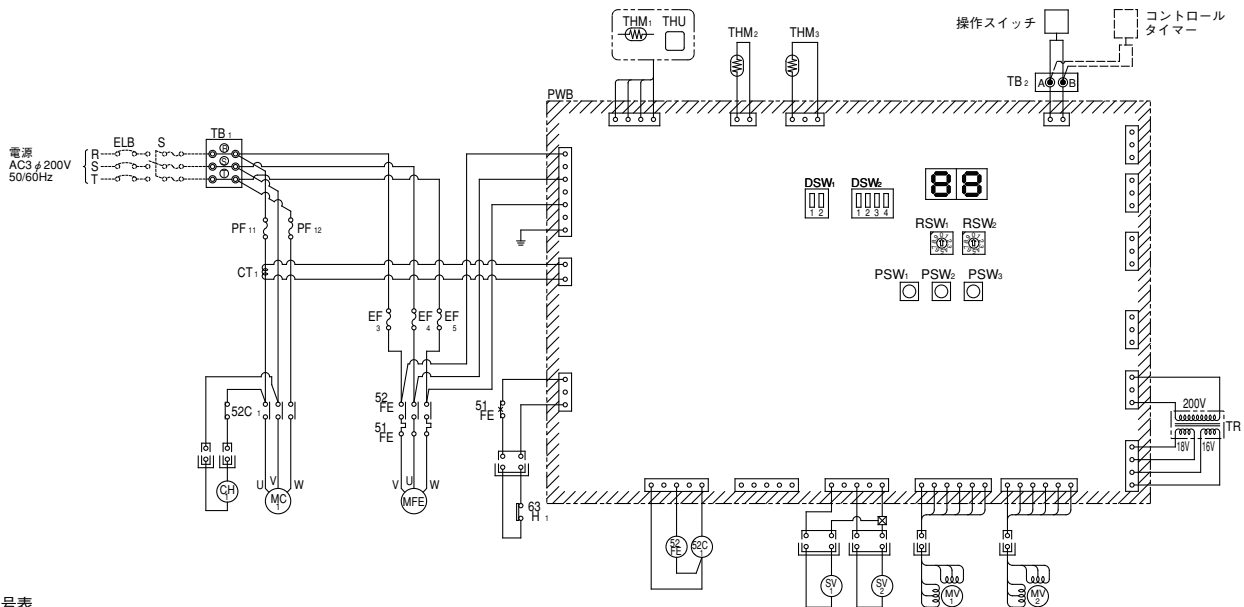 THM1 THU
THM2
THM3
操作スイッチ
コントロール
タイマー
TB2 A B
PWB
電源
AC3φ200V
50/60Hz
R
S
T
ELB
S
TB1
R
S
T
PF11
PF12
CT1
EF3
EF4
EF5
DSW1
1 2
DSW2
1 2 3 4
88
RSW1
RSW2
PSW1
PSW2
PSW3
52C1
52FE
51FE
51FE
63H1
CH1
U V W
MC1
V U W
MFE
200V
18V
16V
TR
52FE
52C1
SV1
SV2
MV1
MV2
号表